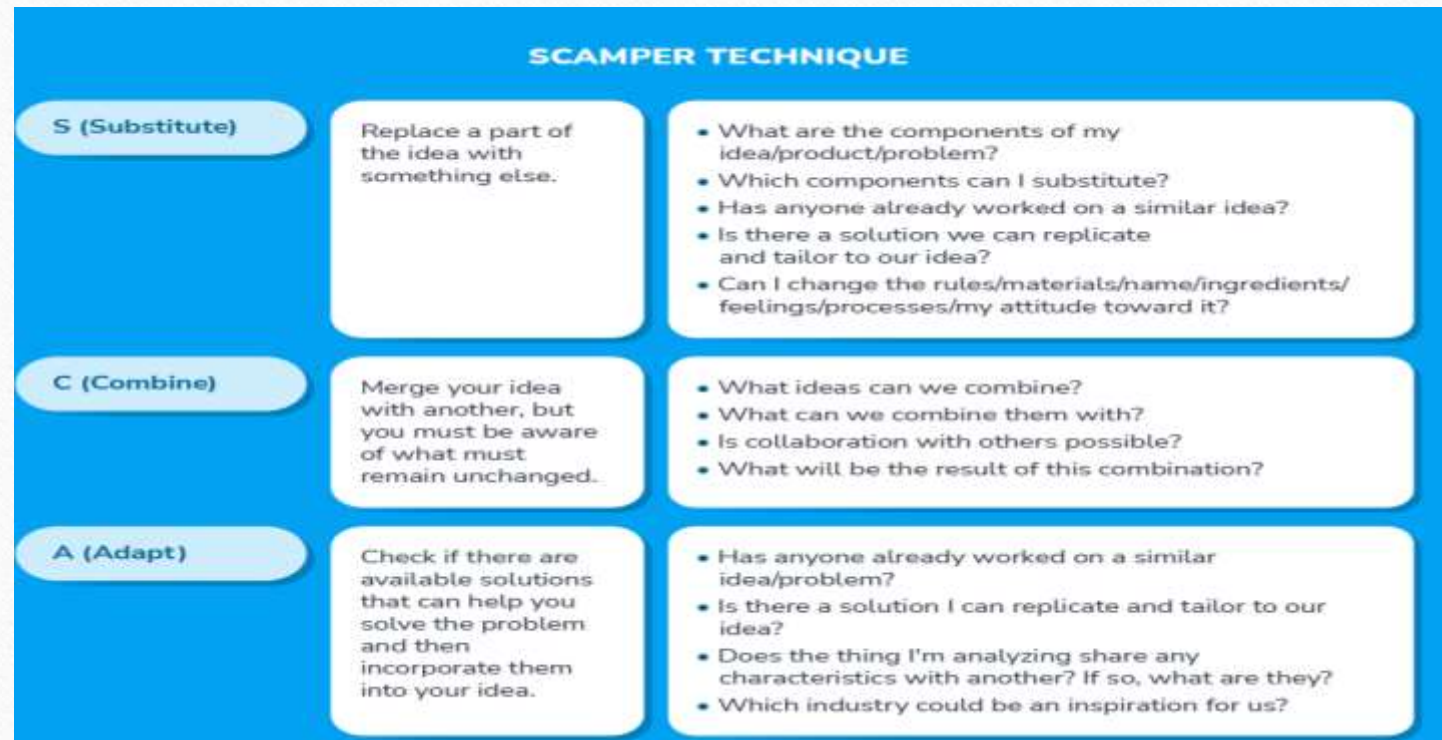 SCAMPER TECHNIQUE
S (Substitute)
Replace a part of
the idea with
something else.
• What are the components of my
idea/product/problem?
• Which components can I substitute?
• Has anyone already worked on a similar idea?
• Is there a solution we can replicate
and tailor to our idea?
• Can I change the rules/materials/name/ingredients/
feelings/processes/my attitude toward it?
C (Combine)
Merge your idea
with another, but
you must be aware
of what must
remain unchanged.
• What ideas can we combine?
• What can we combine them with?
• Is collaboration with others possible?
• What will be the result of this combination?
A (Adapt)
Check if there are
available solutions
that can help you
solve the problem
and then
incorporate them
into your idea.
• Has anyone already worked on a similar
idea/problem?
• Is there a solution I can replicate and tailor to our
idea?
• Does the thing I'm analyzing share any
characteristics with another? If so, what are they?
• Which industry could be an inspiration for us?